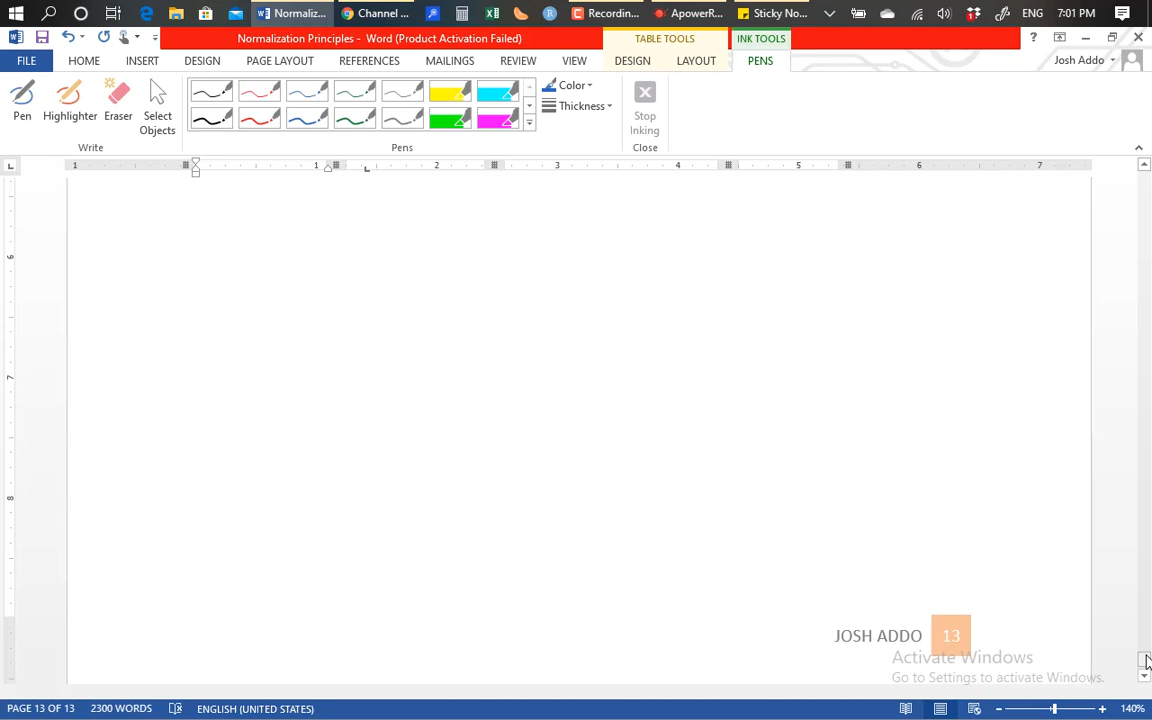 Normaliz...
Channel ...
Recordin...
ApowerR...
Sticky No...
ENG
7:01 PM
Normalization Principles - Word (Product Activation Failed)
TABLE TOOLS
INK TOOLS
?
FILE
HOME
INSERT
DESIGN
PAGE LAYOUT
REFERENCES
MAILINGS
REVIEW
VIEW
DESIGN
LAYOUT
PENS
Josh Addo
Pen
Highlighter
Eraser
Select
Objects
Color
Thickness
Stop
Inking
Write
Pens
Close
1 1 2 3 4 5 6 7
6
7
8
JOSH ADDO 13
Activate Windows
Go to Settings to activate Windows.
PAGE 13 OF 13
2300 WORDS
ENGLISH (UNITED STATES)
140%